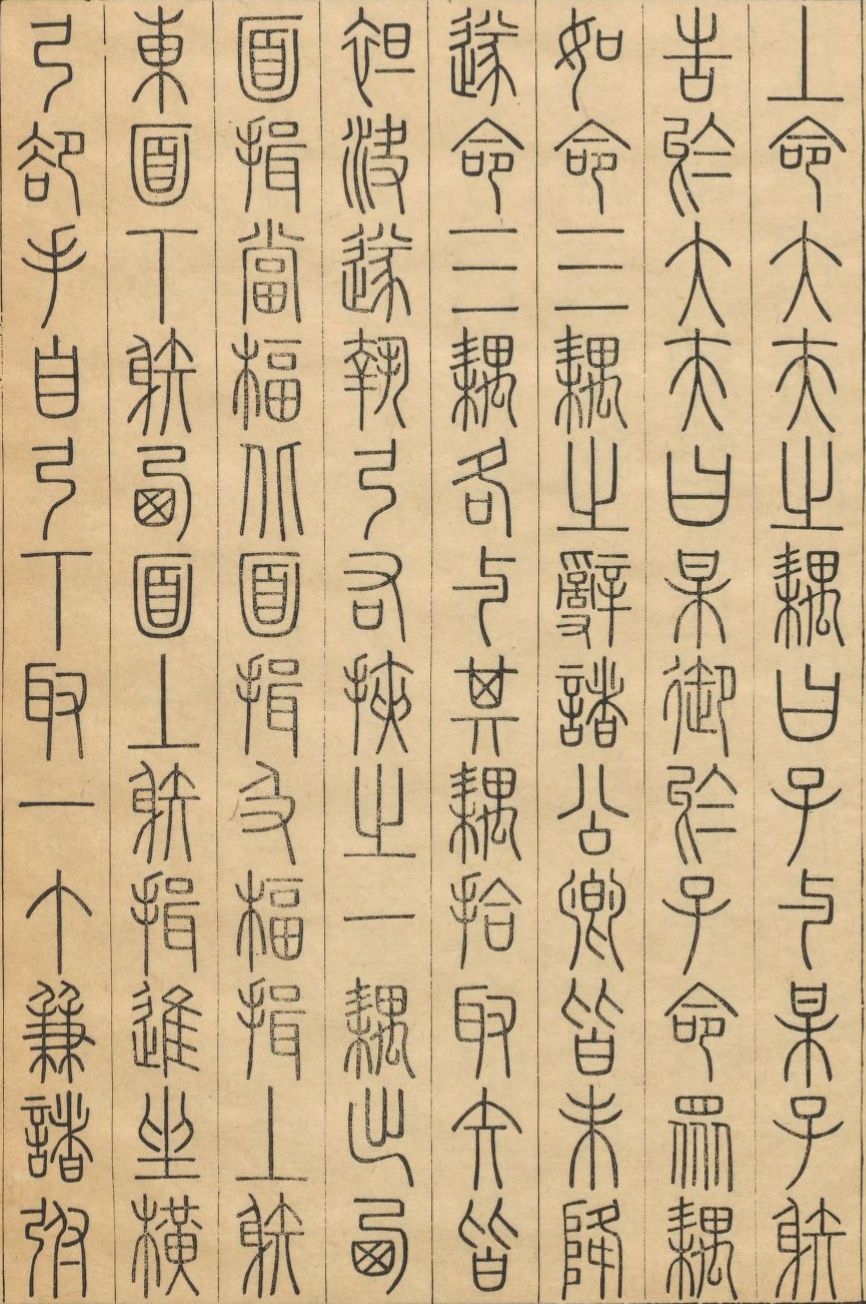 上命大夫之耦曰子與某子射
告於大夫曰某御於子命眾耦
如命三耦之辭諸公卿皆未降
遂命三耦各與其耦拾取矢皆
袒決遂執弓右挾之一耦出西
面揖當楅北面揖及楅揖上射
東面下射西面上射揖進坐橫
弓卻手自弓下取一个兼諸弣